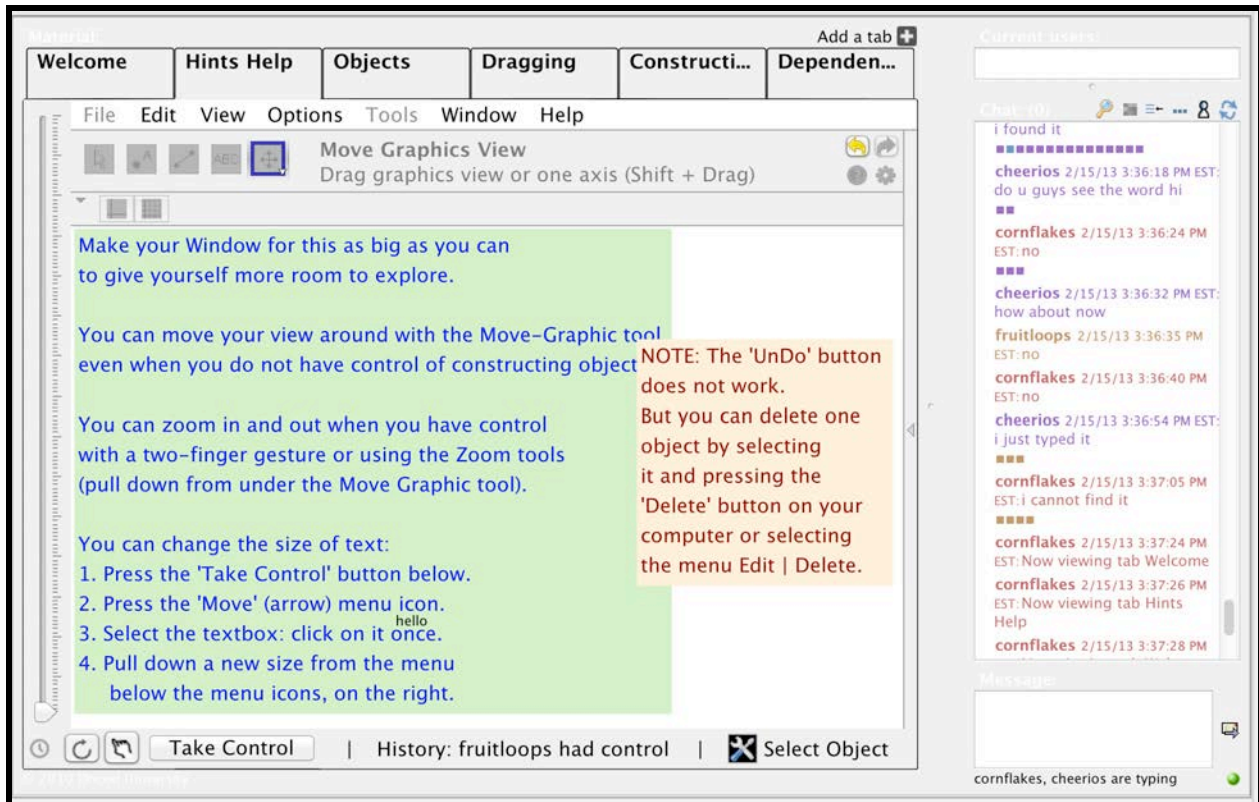 Material:
Add a tab
Welcome
Hints Help
Objects
Dragging
Constructi...
Dependen...
File Edit View Options Tools Window Help
ABC
Move Graphics View
Drag graphics view or one axis (Shift + Drag)
Make your Window for this as big as you can
to give yourself more room to explore.
You can move your view around with the Move-Graphic tool
even when you do not have control of constructing object
You can zoom in and out when you have control
with a two-finger gesture or using the Zoom tools
(pull down from under the Move Graphic tool).
You can change the size of text:
1. Press the 'Take Control' button below.
2. Press the 'Move' (arrow) menu icon.
hello
3. Select the textbox: click on it once.
4. Pull down a new size from the menu
below the menu icons, on the right.
NOTE: The 'UnDo' button
does not work.
But you can delete one
object by selecting
it and pressing the
'Delete' button on your
computer or selecting
the menu Edit | Delete.
Take Control | History: fruitloops had control | Select Object
Current users:
Chat: (0)
i found it
cheerios 2/15/13 3:36:18 PM EST:
do u guys see the word hi
cornflakes 2/15/13 3:36:24 PM
EST: no
cheerios 2/15/13 3:36:32 PM EST:
how about now
fruitloops 2/15/13 3:36:35 PM
EST: no
cornflakes 2/15/13 3:36:40 PM
EST: no
cheerios 2/15/13 3:36:54 PM EST:
i just typed it
cornflakes 2/15/13 3:37:05 PM
EST: i cannot find it
cornflakes 2/15/13 3:37:24 PM
EST: Now viewing tab Welcome
cornflakes 2/15/13 3:37:26 PM
EST: Now viewing tab Hints
Help
cornflakes 2/15/13 3:37:28 PM
Message:
cornflakes, cheerios are typing